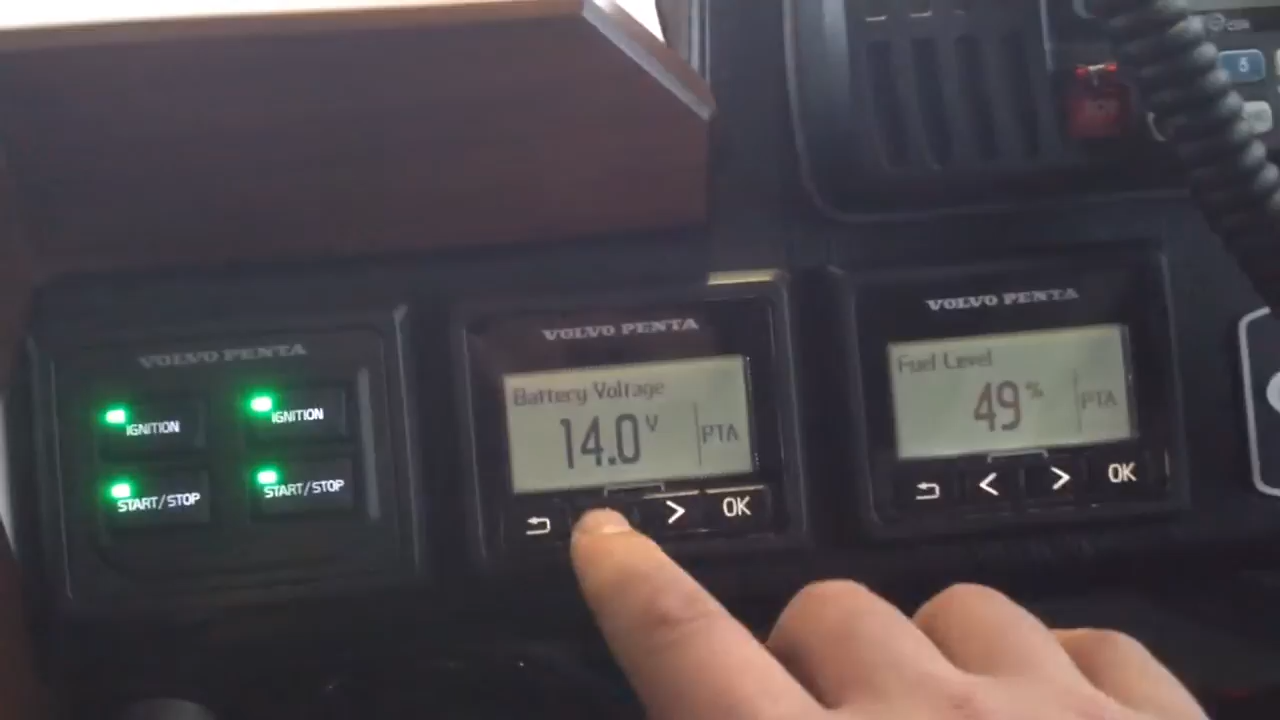 VOLVO PENTA
IGNITION
IGNITION
START/STOP
START/STOP
VOLVO PENTA
Battery Voltage
14.0 V
PTA
> OK
VOLVO PENTA
Fuel Level
49 %
PTA
< > OK
5